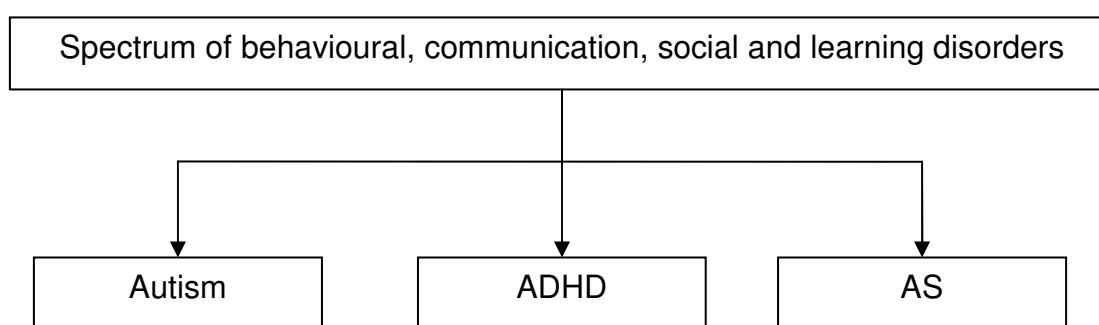 Spectrum of behavioural, communication, social and learning disorders
Autism
ADHD
AS